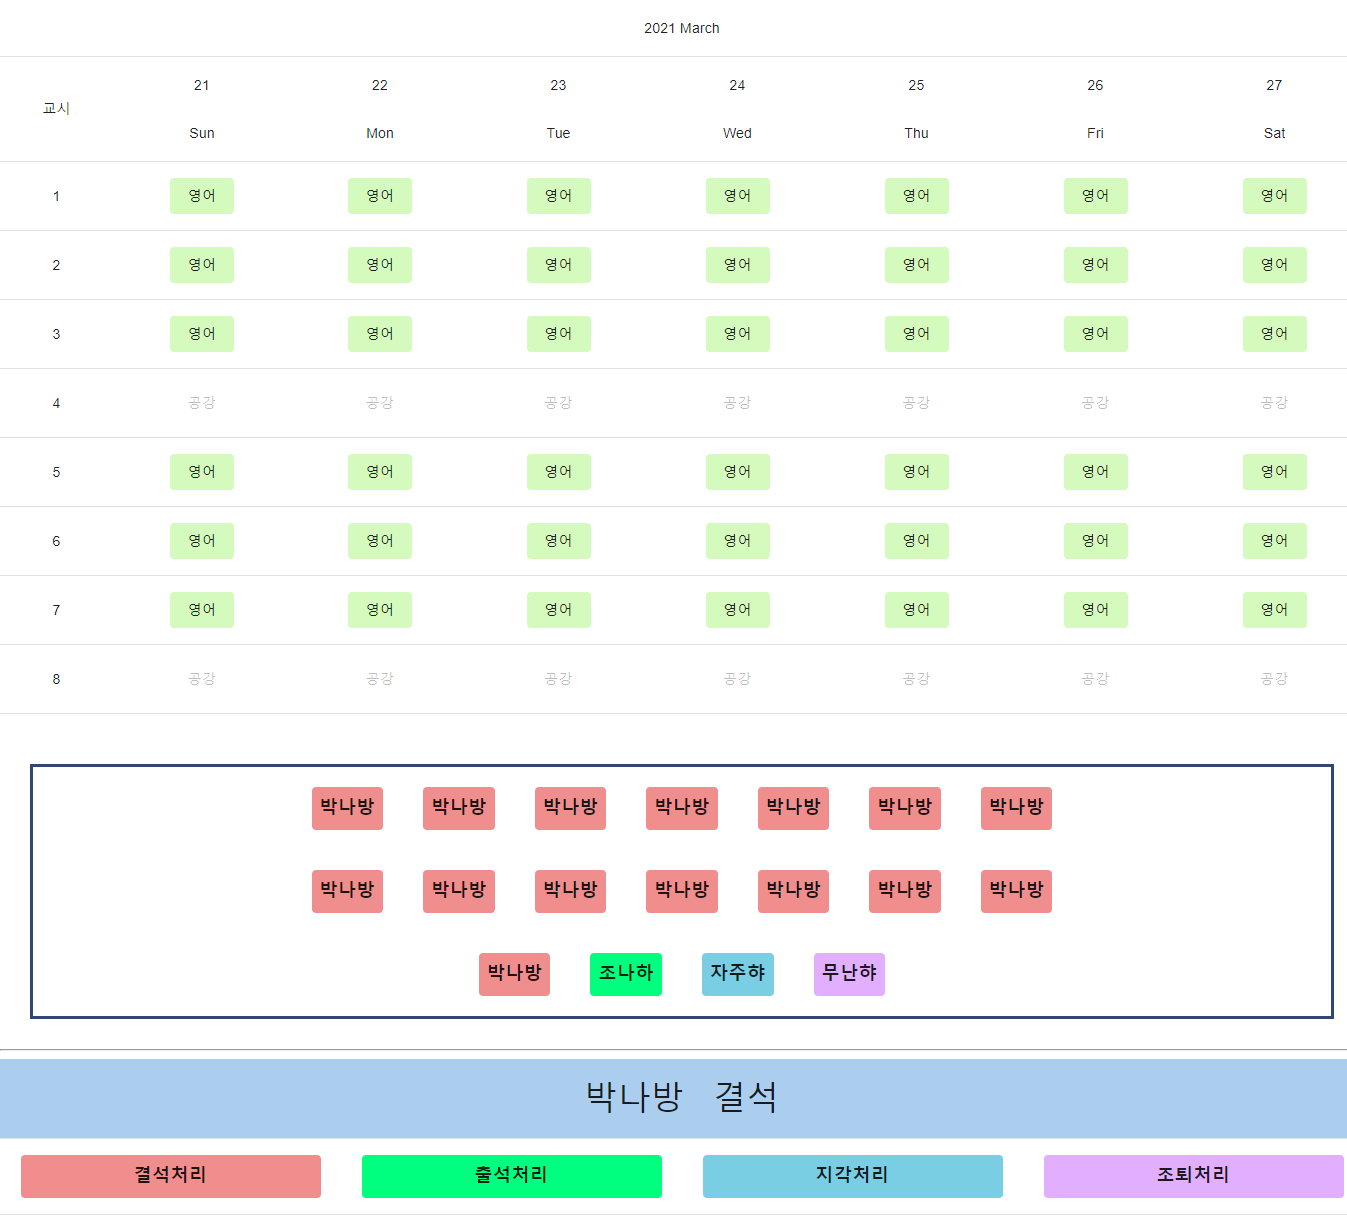 2021 March
교시 21 22 23 24 25 26 27
Sun Mon Tue Wed Thu Fri Sat
1 영어 영어 영어 영어 영어 영어 영어
2 영어 영어 영어 영어 영어 영어 영어
3 영어 영어 영어 영어 영어 영어 영어
4 공강 공강 공강 공강 공강 공강 공강
5 영어 영어 영어 영어 영어 영어 영어
6 영어 영어 영어 영어 영어 영어 영어
7 영어 영어 영어 영어 영어 영어 영어
8 공강 공강 공강 공강 공강 공강 공강
박나방 박나방 박나방 박나방 박나방 박나방 박나방
박나방 박나방 박나방 박나방 박나방 박나방 박나방
박나방 조나하 자주햐 무난햐
박나방 결석
결석처리 출석처리 지각처리 조퇴처리